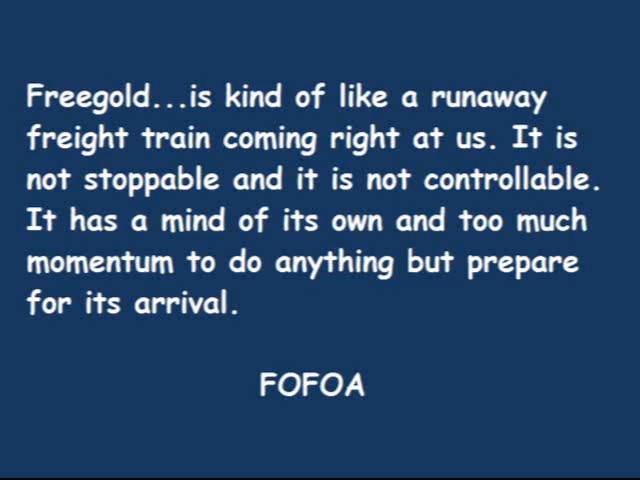 Freegold...is kind of like a runaway
freight train coming right at us. It is
not stoppable and it is not controllable.
It has a mind of its own and too much
momentum to do anything but prepare
for its arrival.
FOFOA